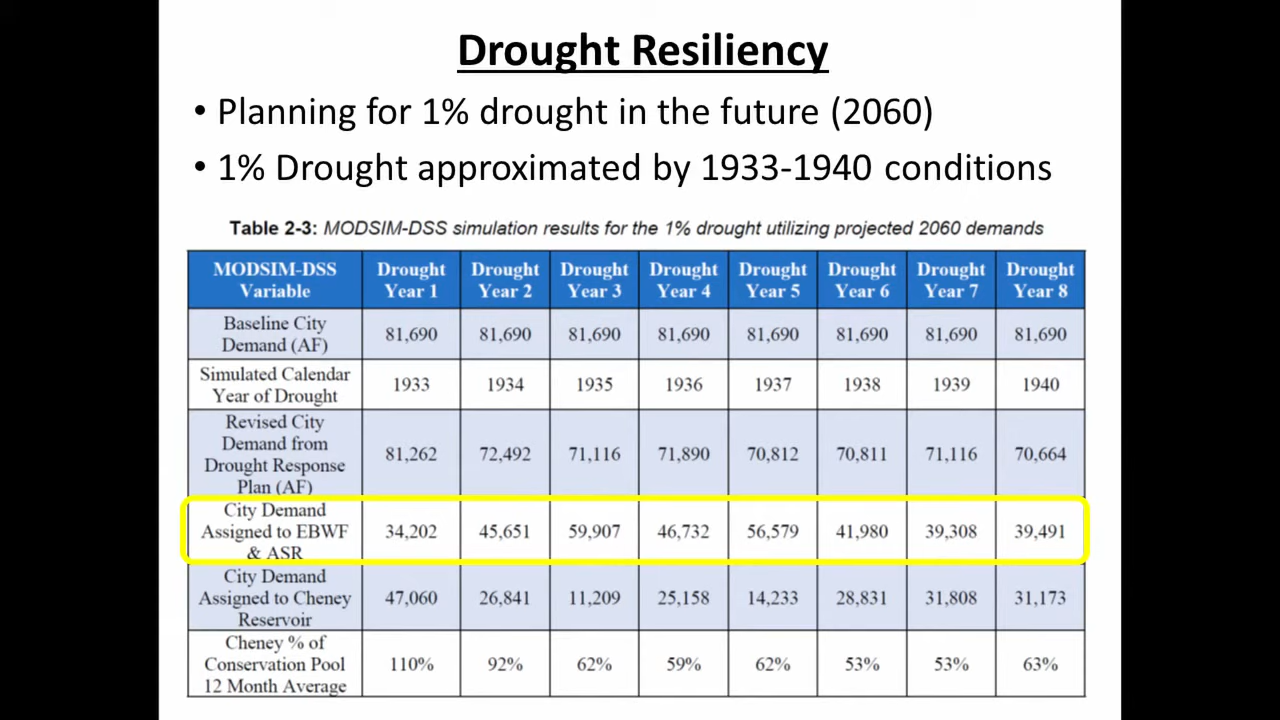 Drought Resiliency
• Planning for 1% drought in the future (2060)
• 1% Drought approximated by 1933-1940 conditions
Table 2-3: MODSIM-DSS simulation results for the 1% drought utilizing projected 2060 demands
MODSIM-DSS Variable Drought Year 1 Drought Year 2 Drought Year 3 Drought Year 4 Drought Year 5 Drought Year 6 Drought Year 7 Drought Year 8
Baseline City Demand (AF) 81,690 81,690 81,690 81,690 81,690 81,690 81,690 81,690
Simulated Calendar Year of Drought 1933 1934 1935 1936 1937 1938 1939 1940
Revised City Demand from Drought Response Plan (AF) 81,262 72,492 71,116 71,890 70,812 70,811 71,116 70,664
City Demand Assigned to EBWF & ASR 34,202 45,651 59,907 46,732 56,579 41,980 39,308 39,491
City Demand Assigned to Cheney Reservoir 47,060 26,841 11,209 25,158 14,233 28,831 31,808 31,173
Cheney % of Conservation Pool 12 Month Average 110% 92% 62% 59% 62% 53% 53% 63%